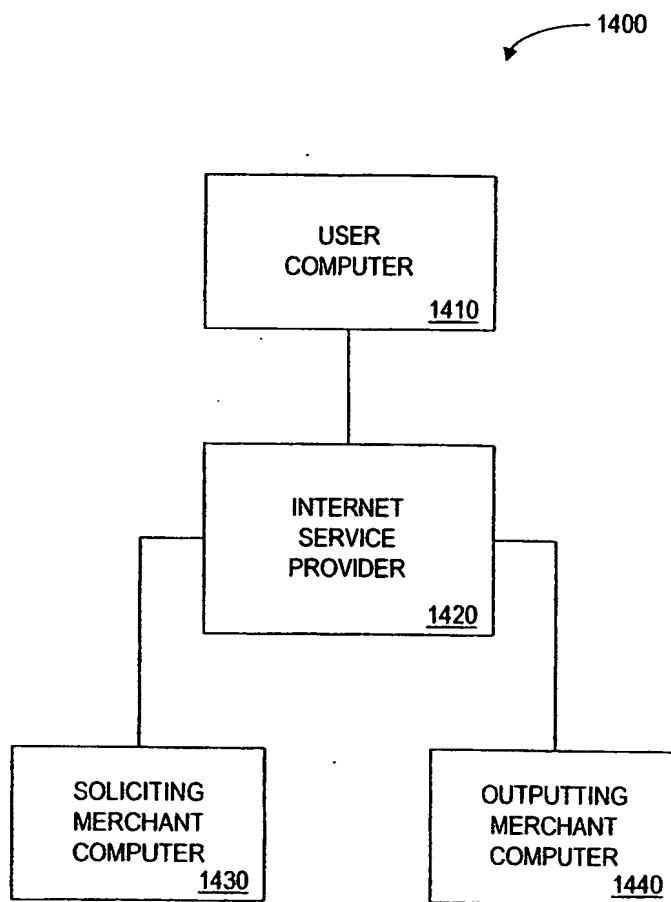 1400
USER
COMPUTER
1410
INTERNET
SERVICE
PROVIDER
1420
SOLICITING
MERCHANT
COMPUTER
1430
OUTPUTTING
MERCHANT
COMPUTER
1440